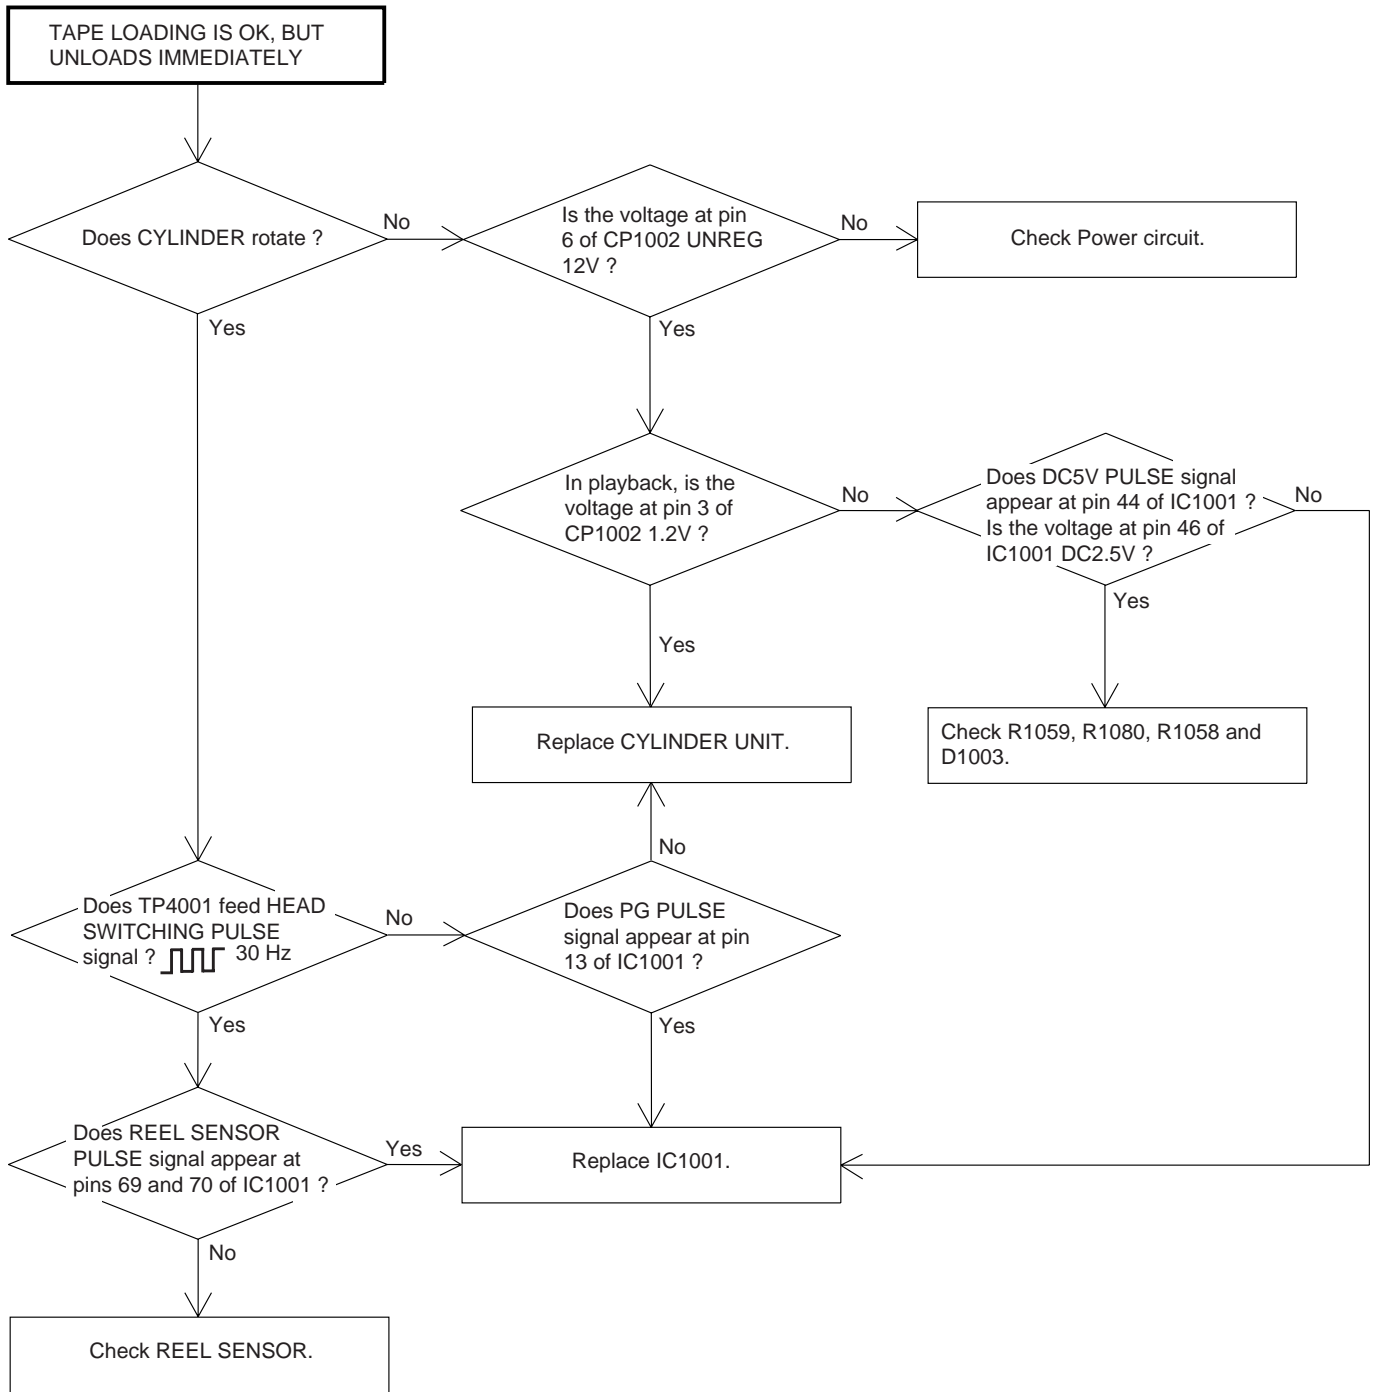 TAPE LOADING IS OK, BUT
UNLOADS IMMEDIATELY
Does CYLINDER rotate ?
No
Yes
Is the voltage at pin
6 of CP1002 UNREG
12V ?
No
Yes
Check Power circuit.
In playback, is the
voltage at pin 3 of
CP1002 1.2V ?
No
Yes
Does DC5V PULSE signal
appear at pin 44 of IC1001 ?
Is the voltage at pin 46 of
IC1001 DC2.5V ?
No
Yes
Replace CYLINDER UNIT.
Check R1059, R1080, R1058 and
D1003.
Does TP4001 feed HEAD
SWITCHING PULSE
signal ? 30 Hz
No
Yes
Does PG PULSE
signal appear at pin
13 of IC1001 ?
No
Yes
Does REEL SENSOR
PULSE signal appear at
pins 69 and 70 of IC1001 ?
Yes
No
Replace IC1001.
Check REEL SENSOR.